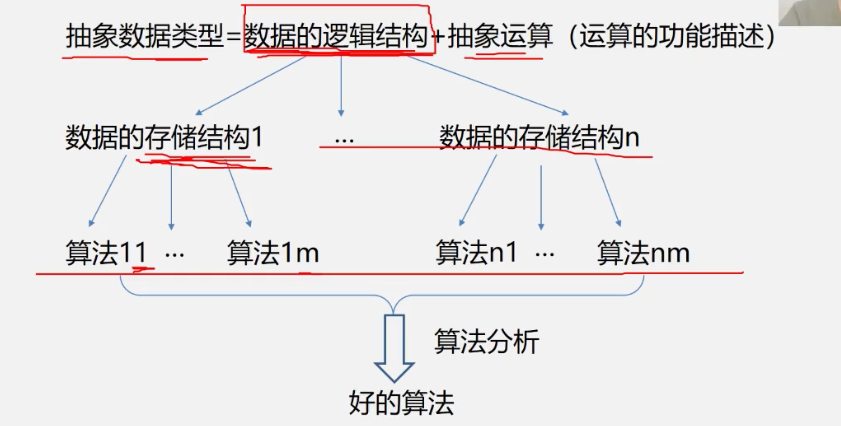 抽象数据类型=数据的逻辑结构+抽象运算（运算的功能描述）
数据的存储结构1 ... 数据的存储结构n
算法11 ... 算法1m 算法n1 ... 算法nm
算法分析
好的算法